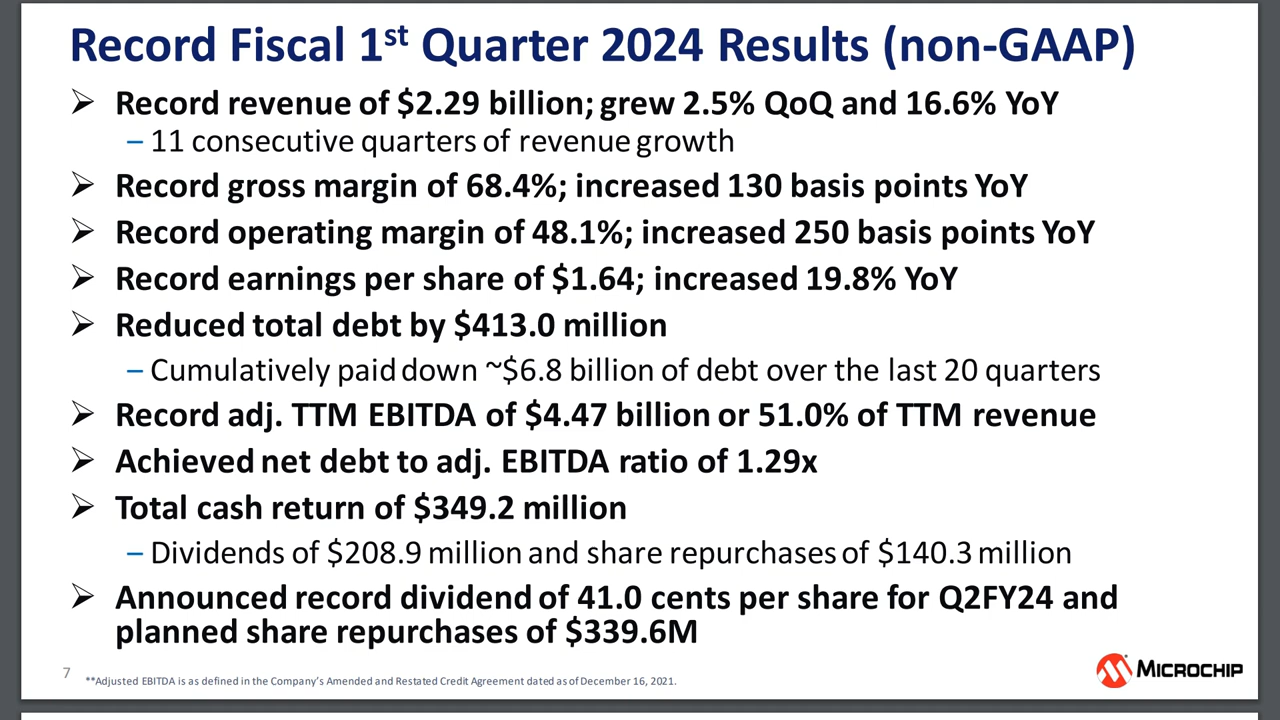 Record Fiscal 1st Quarter 2024 Results (non-GAAP)
➢ Record revenue of $2.29 billion; grew 2.5% QoQ and 16.6% YoY
– 11 consecutive quarters of revenue growth
➢ Record gross margin of 68.4%; increased 130 basis points YoY
➢ Record operating margin of 48.1%; increased 250 basis points YoY
➢ Record earnings per share of $1.64; increased 19.8% YoY
➢ Reduced total debt by $413.0 million
– Cumulatively paid down ~$6.8 billion of debt over the last 20 quarters
➢ Record adj. TTM EBITDA of $4.47 billion or 51.0% of TTM revenue
➢ Achieved net debt to adj. EBITDA ratio of 1.29x
➢ Total cash return of $349.2 million
– Dividends of $208.9 million and share repurchases of $140.3 million
➢ Announced record dividend of 41.0 cents per share for Q2FY24 and
planned share repurchases of $339.6M
7
**Adjusted EBITDA is as defined in the Company's Amended and Restated Credit Agreement dated as of December 16, 2021.
MICROCHIP